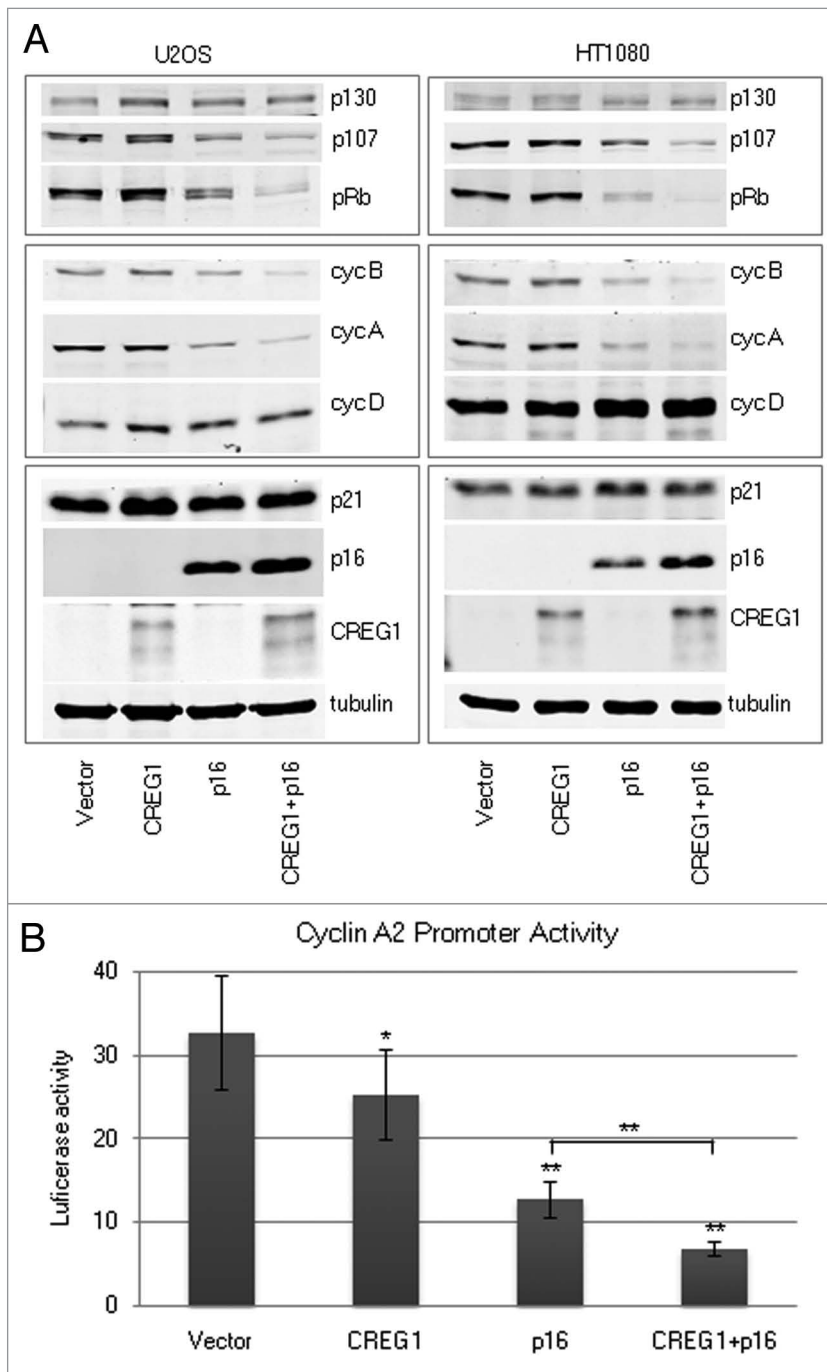 A
U2OS
HT1080
p130
p107
pRb
cycB
cycA
cycD
p21
p16
CREG1
tubulin
p130
p107
pRb
cycB
cycA
cycD
p21
p16
CREG1
tubulin
Vector
CREG1
p16
CREG1+p16
Vector
CREG1
p16
CREG1+p16
B
Cyclin A2 Promoter Activity
Luficerase activity
40
30
20
10
0
*
**
**
**
Vector
CREG1
p16
CREG1+p16